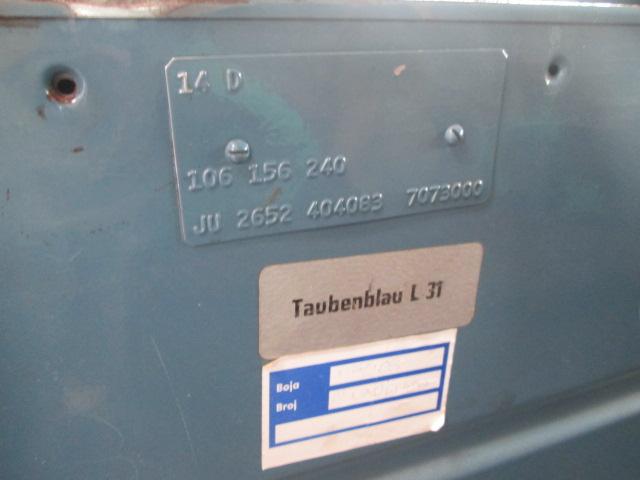 14 D
106 156 240
JU 2652 404083 7073000
Taubenblau L 31
Boja
Broj